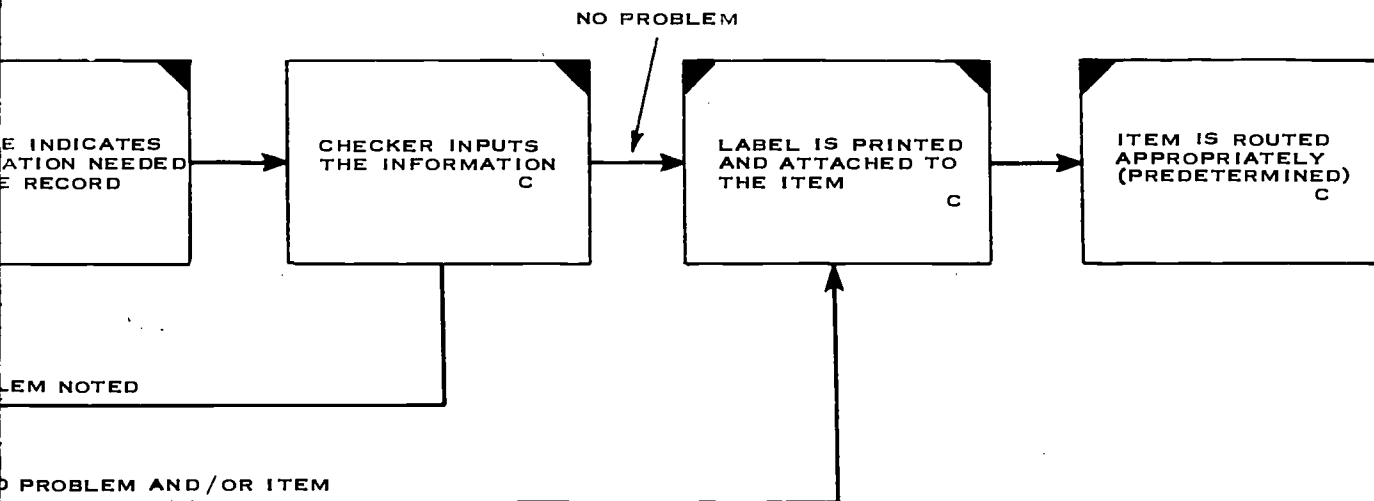 NO PROBLEM
E INDICATES
ATION NEEDED
E RECORD
CHECKER INPUTS
THE INFORMATION
C
LABEL IS PRINTED
AND ATTACHED TO
THE ITEM
C
ITEM IS ROUTED
APPROPRIATELY
(PREDETERMINED)
C
LEM NOTED
PROBLEM AND/OR ITEM